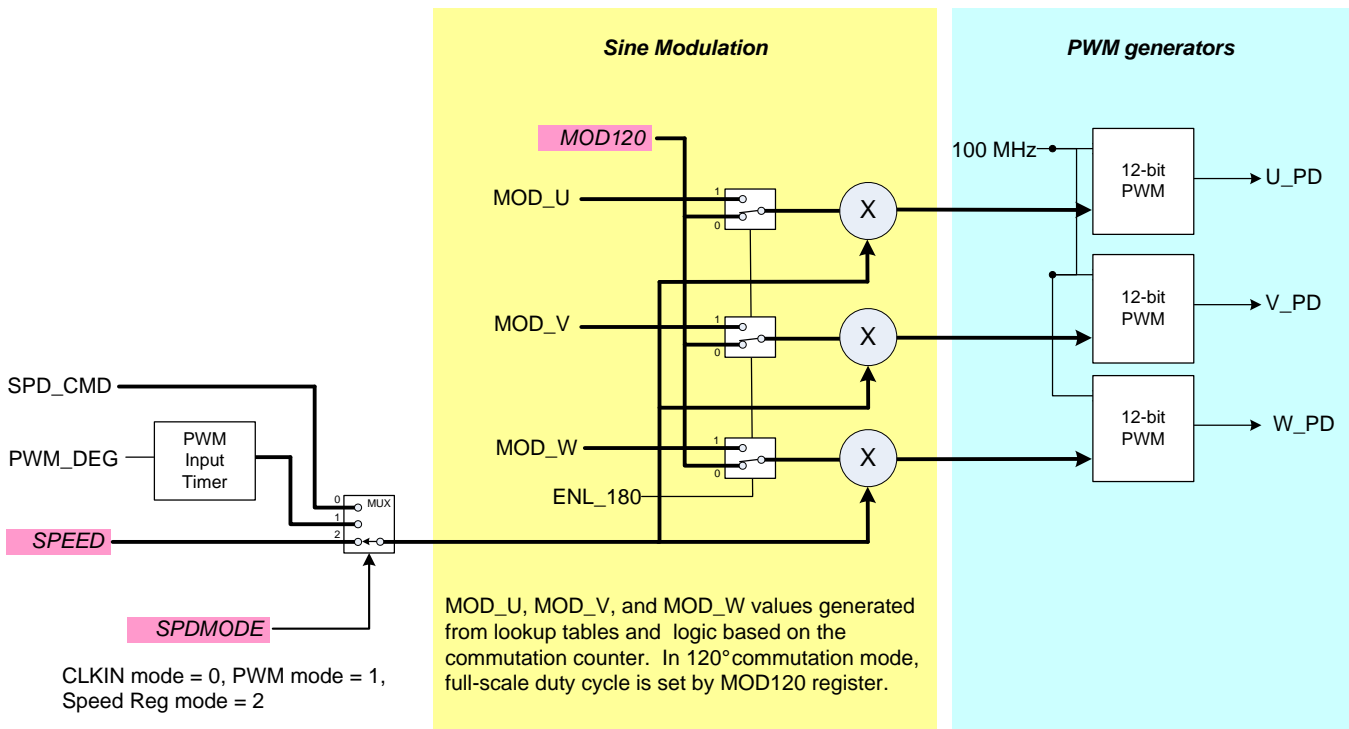 Sine Modulation
PWM generators
MOD120
100 MHz
12-bit
PWM
U_PD
MOD_U
1
0
X
12-bit
PWM
V_PD
MOD_V
1
0
X
SPD_CMD
12-bit
PWM
W_PD
MOD_W
1
0
X
PWM_DEG
PWM
Input
Timer
ENL_180
0
MUX
1
SPEED
2
SPDMODE
MOD_U, MOD_V, and MOD_W values generated
from lookup tables and logic based on the
commutation counter. In 120° commutation mode,
full-scale duty cycle is set by MOD120 register.
CLKIN mode = 0, PWM mode = 1,
Speed Reg mode = 2